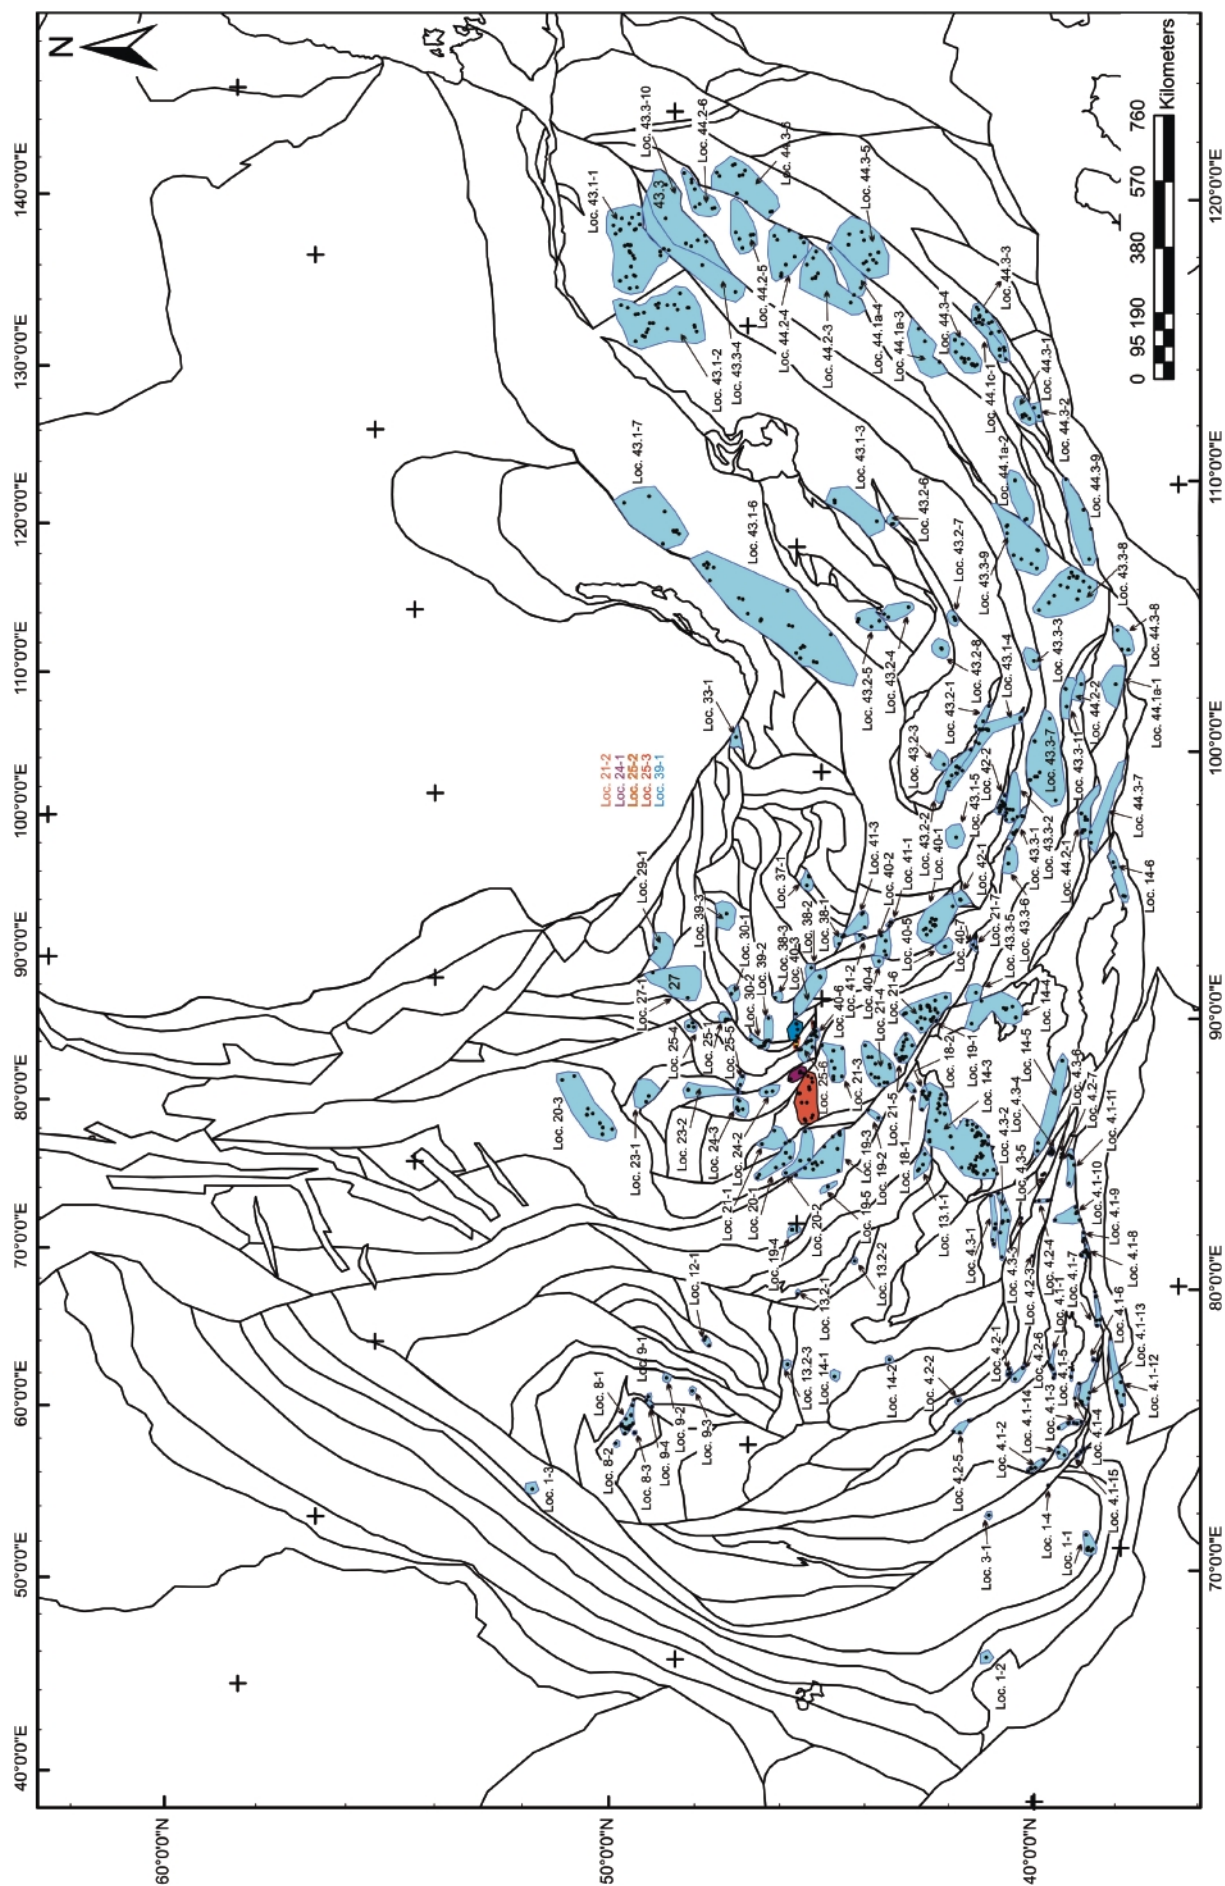 N
40°0'0"E
50°0'0"E
60°0'0"E
70°0'0"E
80°0'0"E
90°0'0"E
100°0'0"E
110°0'0"E
120°0'0"E
130°0'0"E
140°0'0"E
60°0'0"N
50°0'0"N
40°0'0"N
70°0'0"E
80°0'0"E
90°0'0"E
100°0'0"E
110°0'0"E
120°0'0"E
0 95 190 380 570 760
Kilometers
Loc. 21-2
Loc. 24-1
Loc. 25-2
Loc. 25-3
Loc. 39-1
Loc. 1-3
Loc. 8-2
Loc. 8-1
Loc. 8-3
Loc. 9-4
Loc. 9-1
Loc. 9-2
Loc. 9-3
Loc. 12-1
Loc. 20-3
Loc. 23-1
Loc. 27-1
27
Loc. 29-1
Loc. 25-4
Loc. 23-2
Loc. 25-1
Loc. 39-3
Loc. 24-3
Loc. 25-5
Loc. 30-1
Loc. 24-2
Loc. 30-2
Loc. 39-2
Loc. 33-1
Loc. 21-1
Loc. 20-1
Loc. 38-3
Loc. 37-1
Loc. 40-3
Loc. 38-2
Loc. 38-1
Loc. 19-4
Loc. 20-2
Loc. 25-6
Loc. 40-6
Loc. 41-2
Loc. 41-3
Loc. 40-2
Loc. 13.2-3
Loc. 13.2-1
Loc. 14-1
Loc. 19-5
Loc. 21-3
Loc. 40-4
Loc. 41-1
Loc. 19-3
Loc. 19-2
Loc. 21-4
Loc. 21-6
Loc. 40-5
Loc. 13.2-2
Loc. 21-5
Loc. 18-1
Loc. 14-2
Loc. 13.1-1
Loc. 18-2
Loc. 19-1
Loc. 14-3
Loc. 40-7
Loc. 40-1
Loc. 42-1
Loc. 21-7
Loc. 43.3-5
Loc. 43.3-6
Loc. 14-4
Loc. 14-5
Loc. 14-6
Loc. 4.2-2
Loc. 4.2-5
Loc. 3-1
Loc. 1-2
Loc. 1-1
Loc. 1-4
Loc. 4.3-1
Loc. 4.3-3
Loc. 4.3-2
Loc. 4.3-5
Loc. 4.3-4
Loc. 4.3-6
Loc. 4.2-7
Loc. 4.2-1
Loc. 4.2-6
Loc. 4.2-3
Loc. 4.2-4
Loc. 4.1-1
Loc. 4.1-2
Loc. 4.1-14
Loc. 4.1-3
Loc. 4.1-5
Loc. 4.1-4
Loc. 4.1-15
Loc. 4.1-7
Loc. 4.1-6
Loc. 4.1-13
Loc. 4.1-12
Loc. 4.1-8
Loc. 4.1-9
Loc. 4.1-10
Loc. 4.1-11
Loc. 43.1-7
Loc. 43.1-6
Loc. 43.1-3
Loc. 43.2-6
Loc. 43.2-7
Loc. 43.2-5
Loc. 43.2-4
Loc. 43.2-8
Loc. 43.2-1
Loc. 43.1-4
Loc. 43.2-3
Loc. 43.2-2
Loc. 43.1-5
Loc. 42-2
Loc. 43.3-1
Loc. 43.3-2
Loc. 43.3-7
Loc. 43.3-11
Loc. 43.3-3
Loc. 43.3-9
Loc. 43.3-8
Loc. 44.2-1
Loc. 44.2-2
Loc. 44.3-7
Loc. 44.1a-1
Loc. 44.3-8
Loc. 44.3-9
Loc. 44.1a-2
Loc. 44.3-2
Loc. 44.3-1
Loc. 44.1c-1
Loc. 44.3-3
Loc. 44.3-4
Loc. 44.1a-3
Loc. 44.1a-4
Loc. 44.2-3
Loc. 44.2-4
Loc. 44.2-5
Loc. 43.3-4
Loc. 43.1-2
Loc. 43.1-1
43.3
Loc. 43.3-10
Loc. 44.2-6
Loc. 44.3-6
Loc. 44.3-5